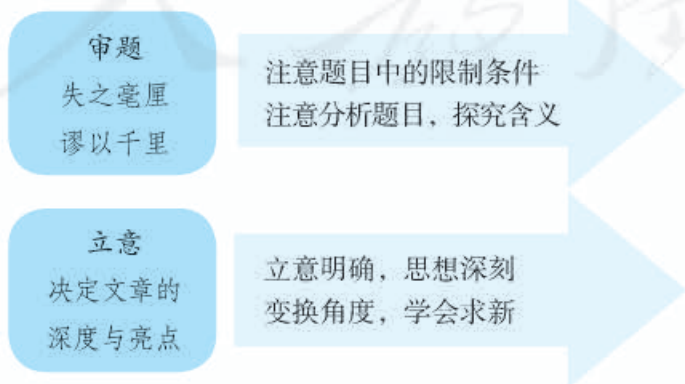 审题
失之毫厘
谬以千里
注意题目中的限制条件
注意分析题目，探究含义
立意
决定文章的
深度与亮点
立意明确，思想深刻
变换角度，学会求新